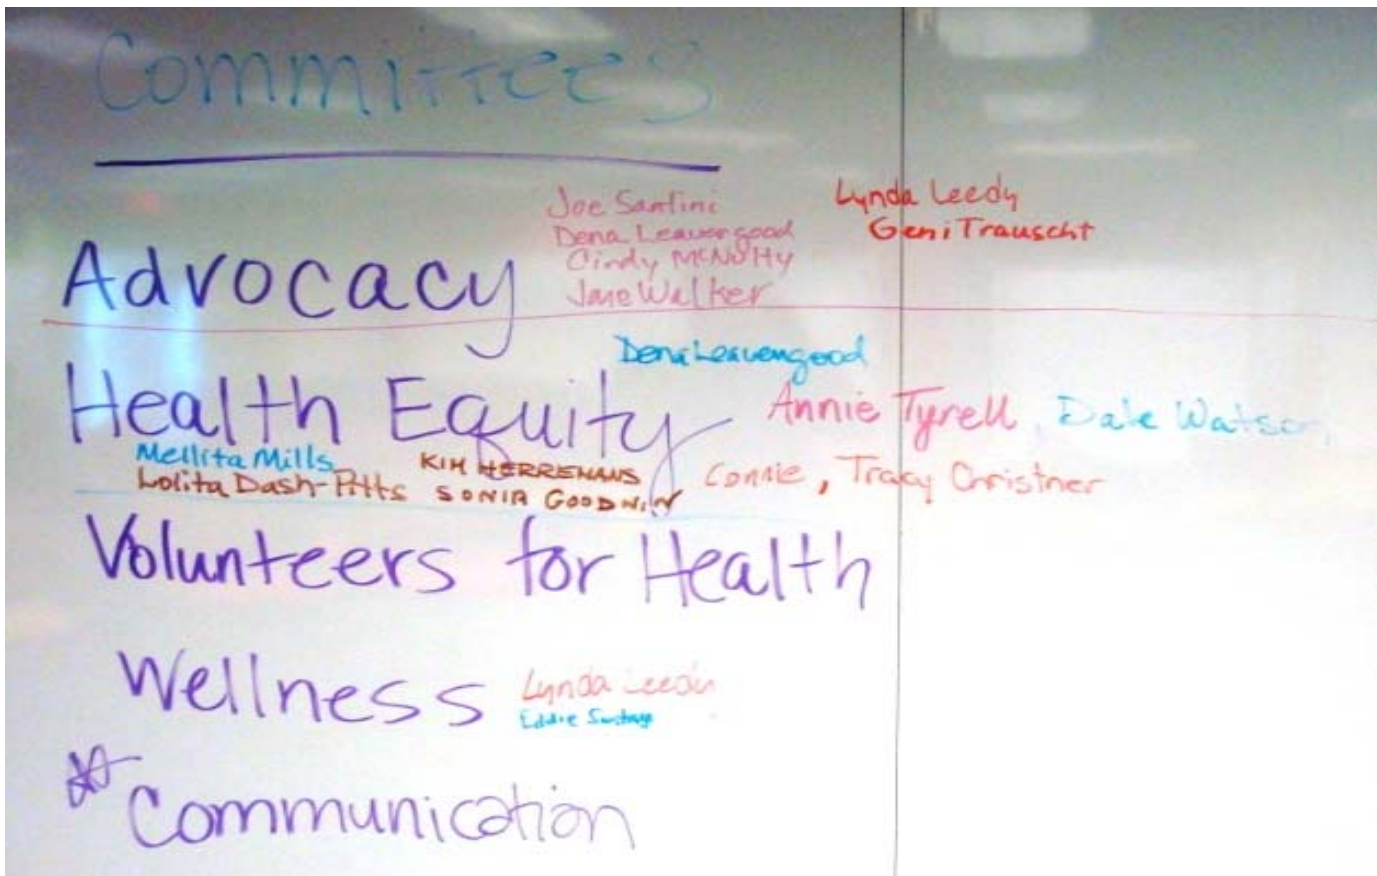 Committees
Joe Santini
Lynda Leedy
Dena Leavengood
Geni Trauscht
Cindy McNulty
Advocacy
Jane Walker
Dena Leavengood
Health Equity
Annie Tyrell, Dale Watson
Mellita Mills
KIM HERREMANS
Connie, Tracy Christner
Lolita Dash-Pitts
SONIA GOODWIN
Volunteers for Health
Wellness
Lynda Leedy
Eddie
Communication